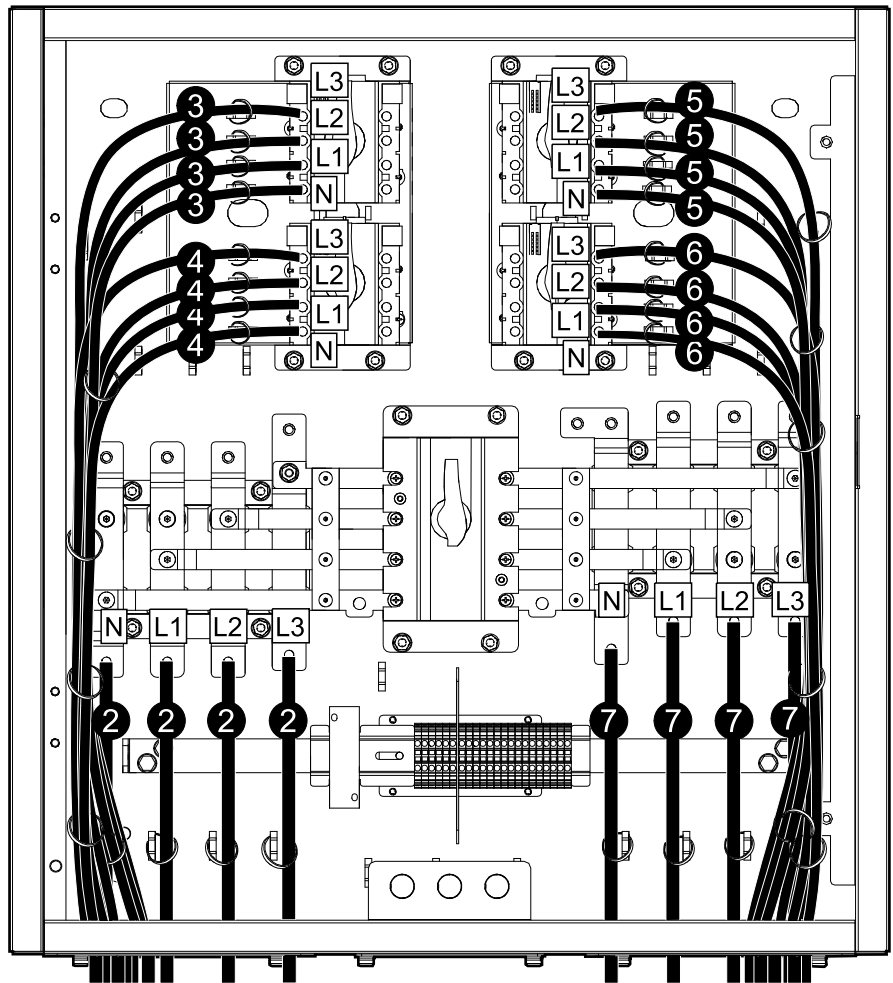 L3 L3
3 L2 L2 5
3 5
3 L1 L1 5
3 N N 5
L3 L3
4 L2 L2 6
4 6
4 L1 L1 6
4 N N 6
N L1 L2 L3
N L1 L2 L3
2 2 2 2 7 7 7 7